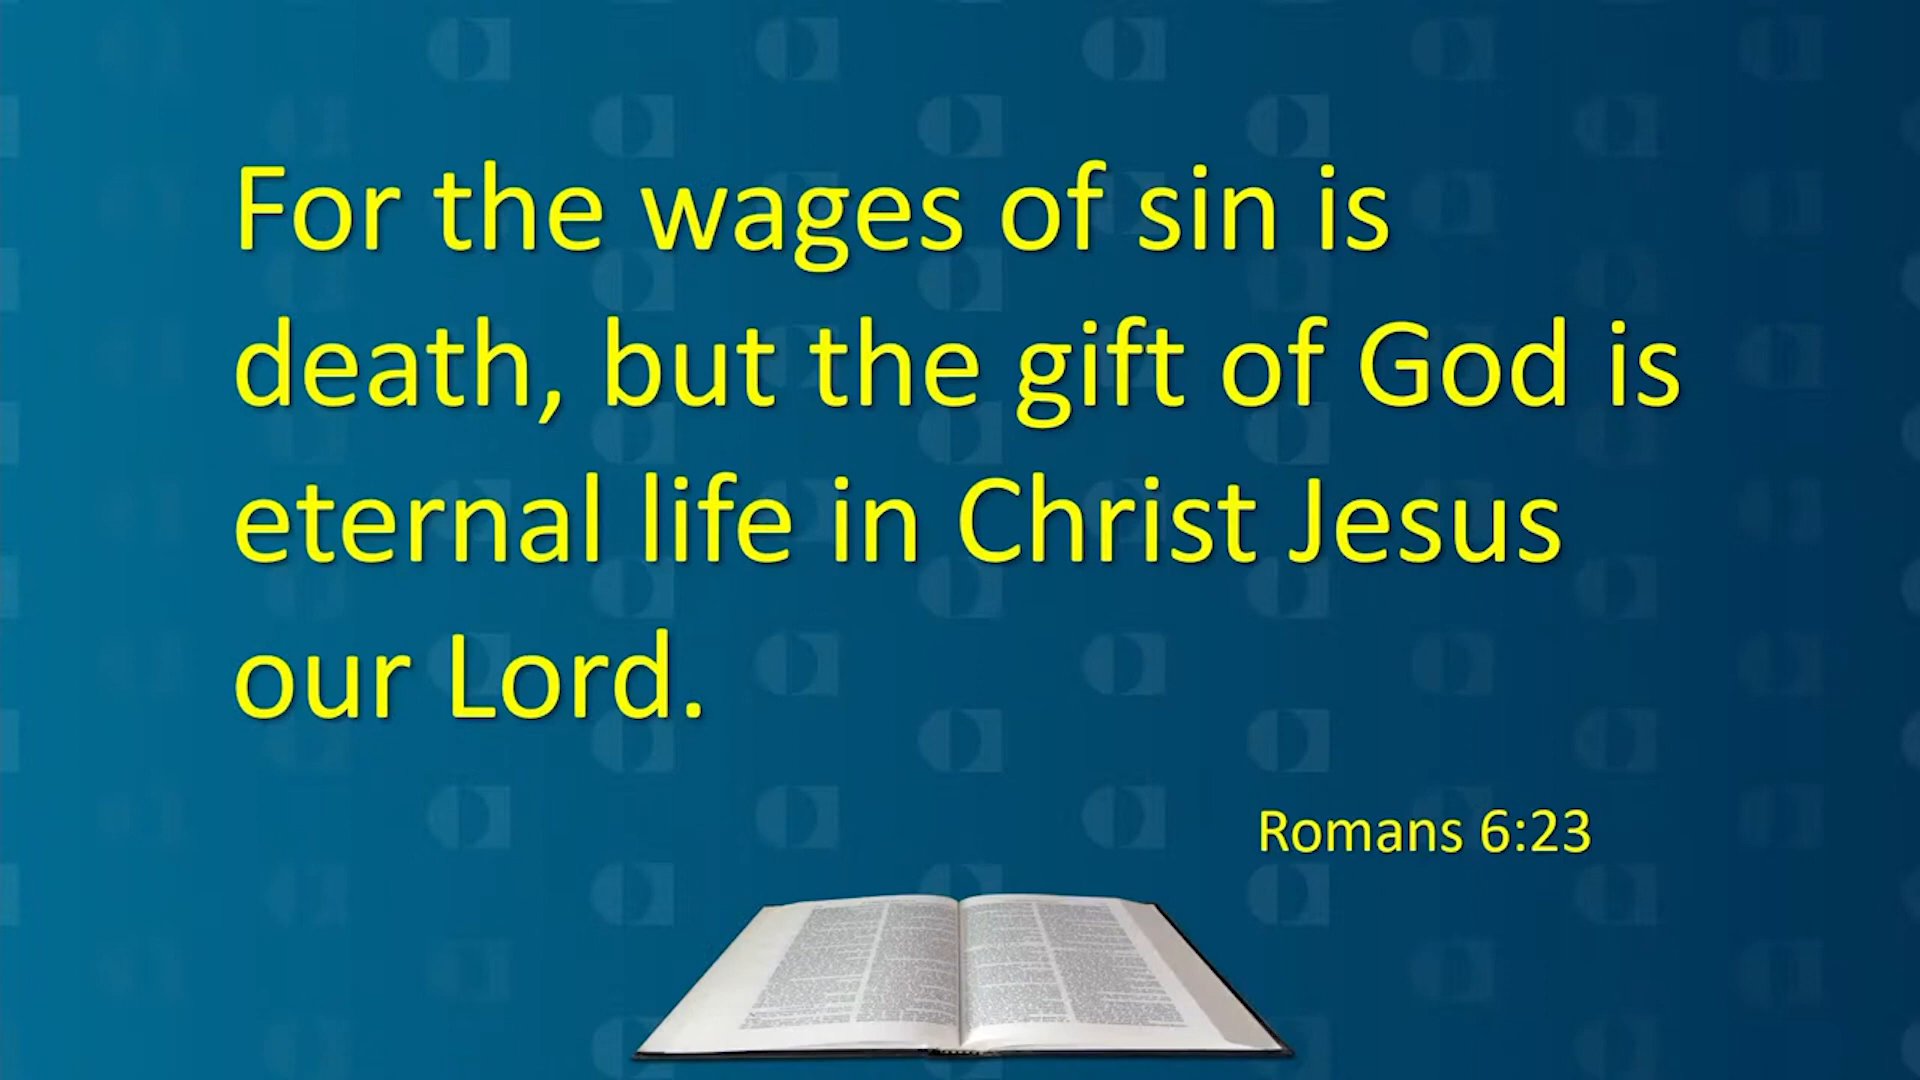 For the wages of sin is
death, but the gift of God is
eternal life in Christ Jesus
our Lord.
Romans 6:23